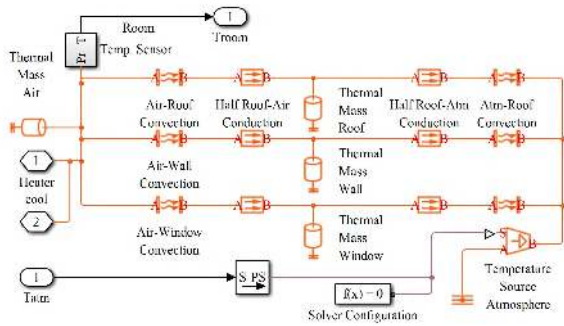 1
Room
Troom
Temp. Sensor
Pr T
Thermal
Mass
Air
A B
A B
A B
A B
Air-Roof
Convection
Half Roof-Air
Conduction
Thermal
Mass
Roof
Half Roof-Atm
Conduction
Atm-Roof
Convection
A B
A B
A B
A B
1
Heater
cool
2
Air-Wall
Convection
Thermal
Mass
Wall
A B
A B
A B
A B
Air-Window
Convection
Thermal
Mass
Window
S
A
B
Temperature
Source
Atmosphere
1
Tatm
S PS
f(x) = 0
Solver Configuration